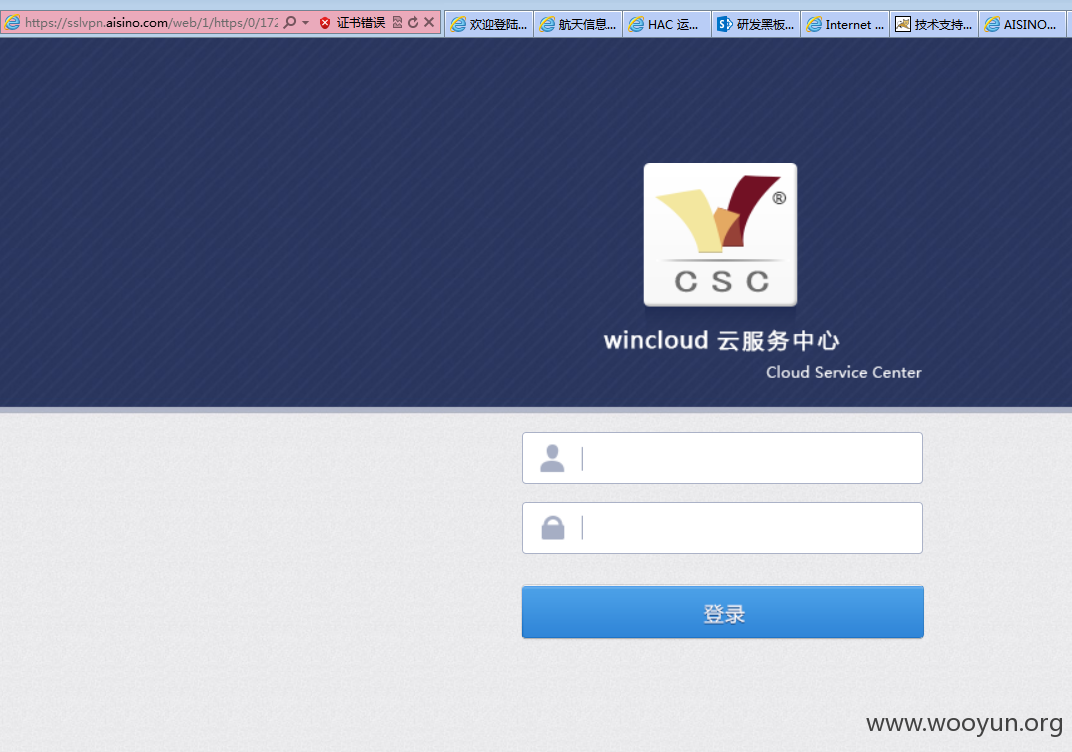 https://sslvpn.aisino.com/web/1/https/0/172 证书错误 欢迎登陆... 航天信息... HAC 运... 研发黑板... Internet ... 技术支持... AISINO...
®
CSC
wincloud 云服务中心
Cloud Service Center
登录
www.wooyun.org